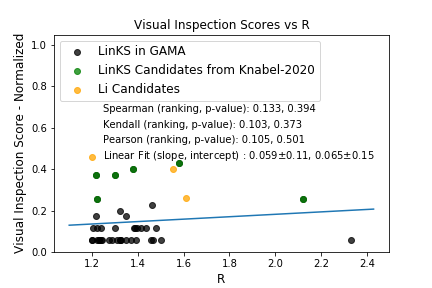 Visual Inspection Scores vs R
Visual Inspection Score - Normalized
1.0
0.8
0.6
0.4
0.2
0.0
LinKS in GAMA
LinKS Candidates from Knabel-2020
Li Candidates
Spearman (ranking, p-value): 0.133, 0.394
Kendall (ranking, p-value): 0.103, 0.373
Pearson (ranking, p-value): 0.105, 0.501
Linear Fit (slope, intercept) : 0.059±0.11, 0.065±0.15
1.2 1.4 1.6 1.8 2.0 2.2 2.4
R